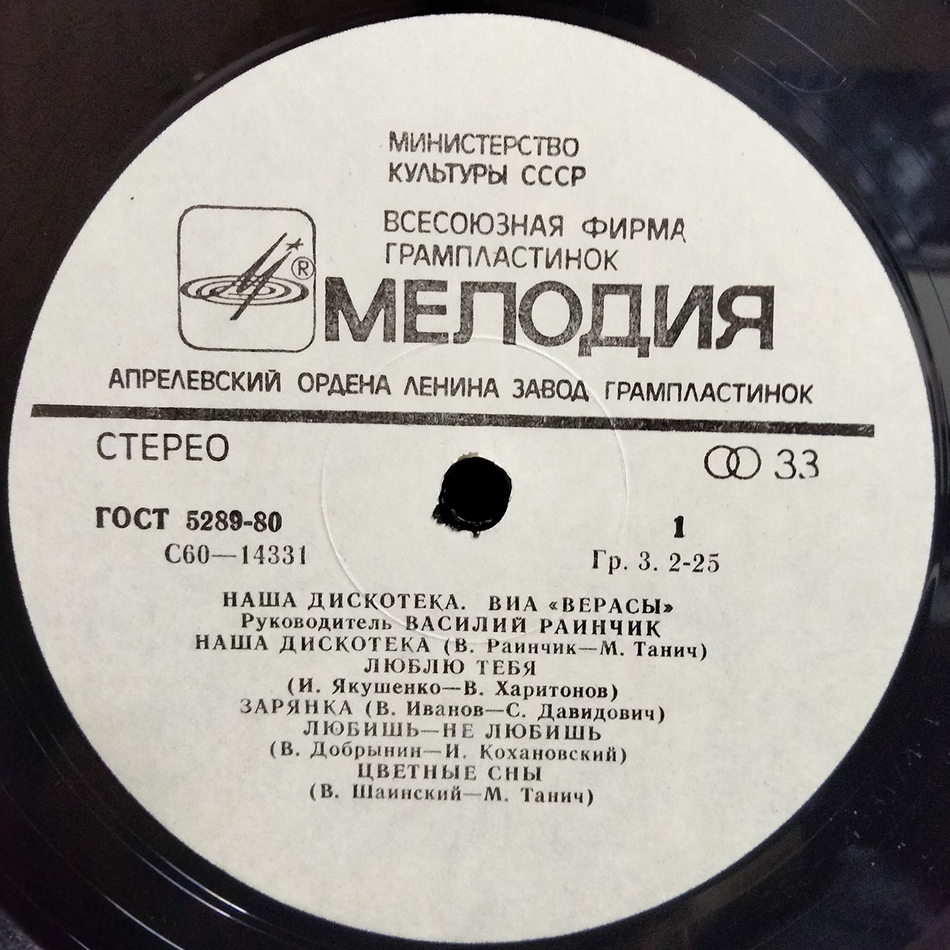 МИНИСТЕРСТВО
КУЛЬТУРЫ СССР
ВСЕСОЮЗНАЯ ФИРМА
ГРАМПЛАСТИНОК
®
МЕЛОДИЯ
АПРЕЛЕВСКИЙ ОРДЕНА ЛЕНИНА ЗАВОД ГРАМПЛАСТИНОК
СТЕРЕО
33
ГОСТ 5289-80
1
С60—14331
Гр. 3. 2-25
НАША ДИСКОТЕКА. ВИА «ВЕРАСЫ»
Руководитель ВАСИЛИЙ РАИНЧИК
НАША ДИСКОТЕКА (В. Раинчик—М. Танич)
ЛЮБЛЮ ТЕБЯ
(И. Якушенко—В. Харитонов)
ЗАРЯНКА (В. Иванов—С. Давидович)
ЛЮБИШЬ—НЕ ЛЮБИШЬ
(В. Добрынин—И. Кохановский)
ЦВЕТНЫЕ СНЫ
(В. Шаинский—М. Танич)